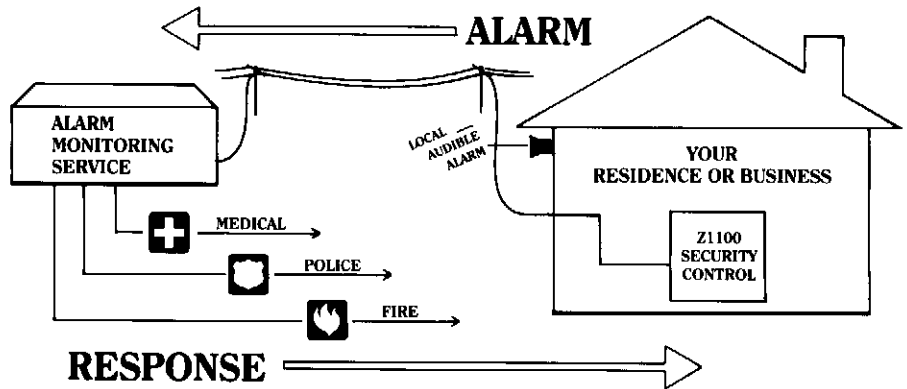 ALARM
ALARM
MONITORING
SERVICE
LOCAL
AUDIBLE
ALARM
YOUR
RESIDENCE OR BUSINESS
Z1100
SECURITY
CONTROL
MEDICAL
POLICE
FIRE
RESPONSE